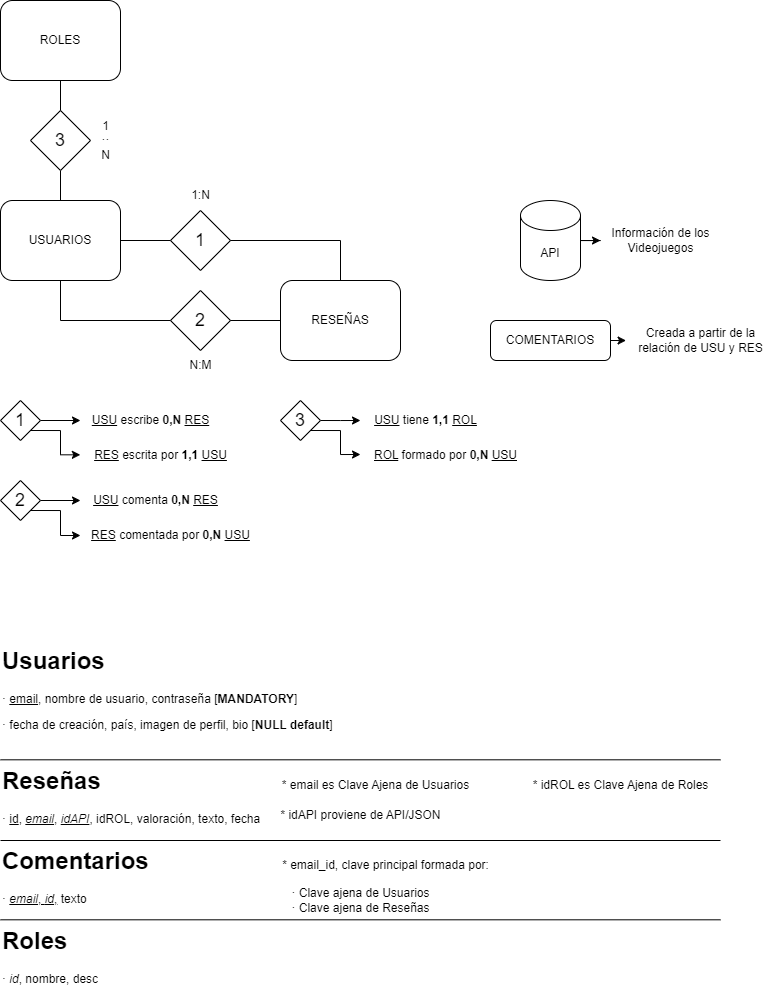 ROLES
3
1
..
N
1:N
USUARIOS
1
2
N:M
RESEÑAS
API
Información de los
Videojuegos
COMENTARIOS
Creada a partir de la
relación de USU y RES
1
USU escribe 0,N RES
RES escrita por 1,1 USU
3
USU tiene 1,1 ROL
ROL formado por 0,N USU
2
USU comenta 0,N RES
RES comentada por 0,N USU
Usuarios
· email, nombre de usuario, contraseña [MANDATORY]
· fecha de creación, país, imagen de perfil, bio [NULL default]
Reseñas
* email es Clave Ajena de Usuarios
* idROL es Clave Ajena de Roles
· id, email, idAPI, idROL, valoración, texto, fecha
* idAPI proviene de API/JSON
Comentarios
* email_id, clave principal formada por:
· email, id, texto
· Clave ajena de Usuarios
· Clave ajena de Reseñas
Roles
· id, nombre, desc